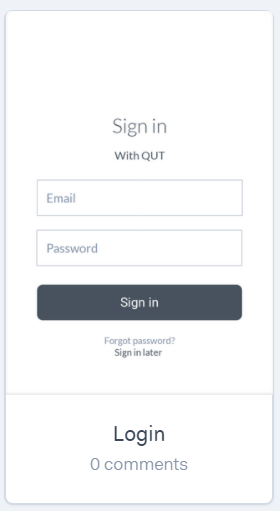 Sign in
With QUT
Email
Password
Sign in
Forgot password?
Sign in later
Login
0 comments